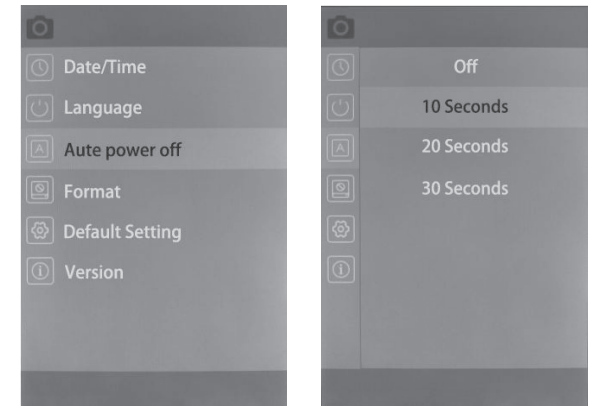 Date/Time
Language
A
Aute power off
Format
Default Setting
Version
Off
10 Seconds
A
20 Seconds
30 Seconds